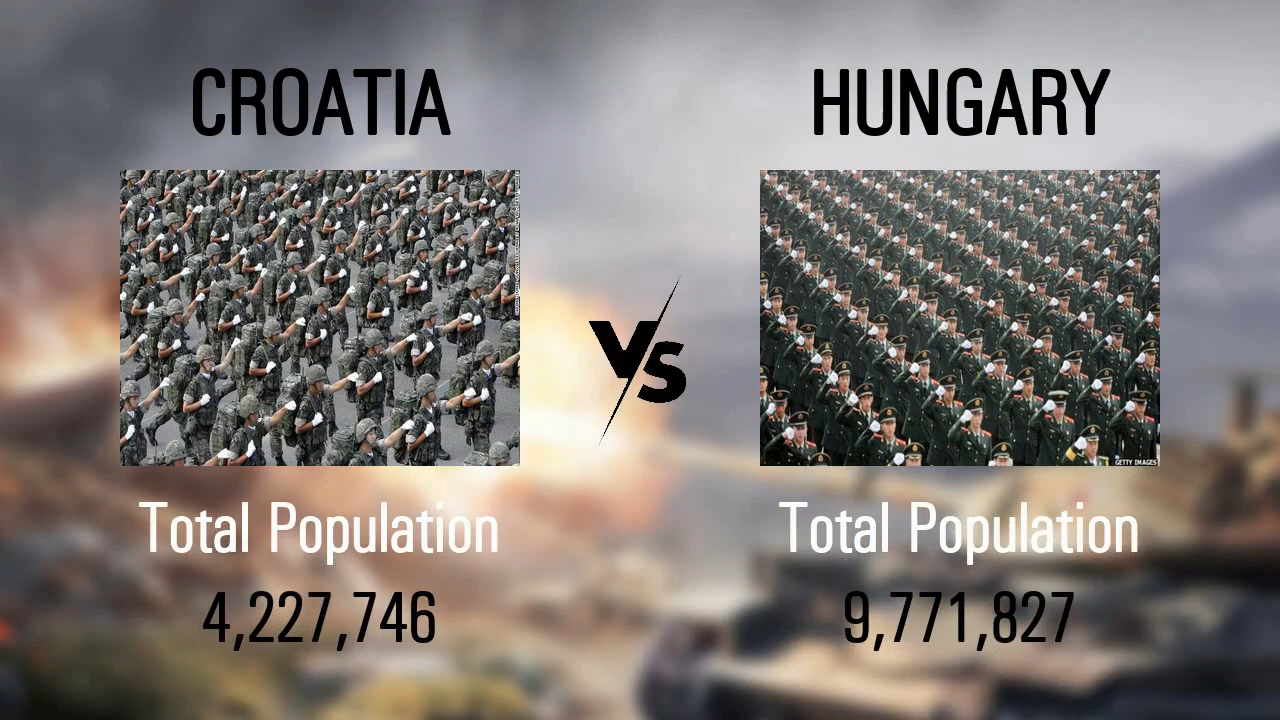 CROATIA
HUNGARY
VS
Total Population
Total Population
4,227,746
9,771,827
GETTY IMAGES